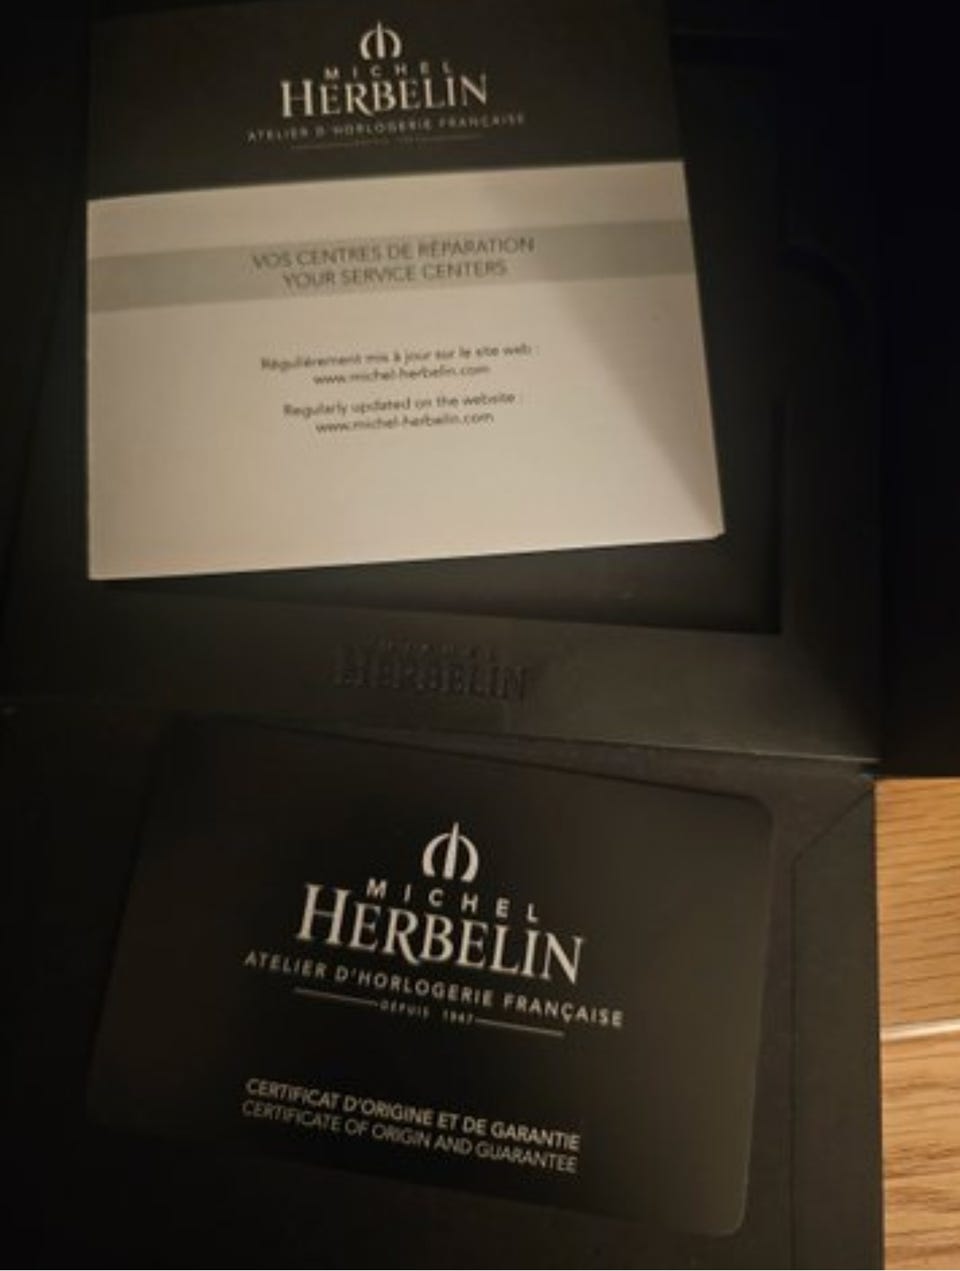 MICHEL
HERBELIN
ATELIER D'HORLOGERIE FRANÇAISE
VOS CENTRES DE RÉPARATION
YOUR SERVICE CENTERS
Régulièrement mis à jour sur le site web :
www.michel-herbelin.com
Regularly updated on the website :
www.michel-herbelin.com
HERBELIN
MICHEL
HERBELIN
ATELIER D'HORLOGERIE FRANÇAISE
DEPUIS 1947
CERTIFICAT D'ORIGINE ET DE GARANTIE
CERTIFICATE OF ORIGIN AND GUARANTEE